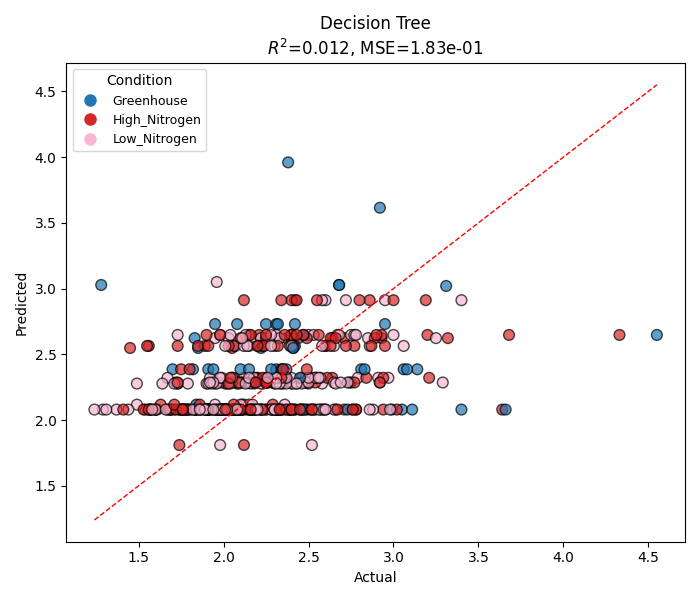 Decision Tree
R²=0.012, MSE=1.83e-01
Condition
Greenhouse
High_Nitrogen
Low_Nitrogen
4.5
4.0
3.5
3.0
2.5
2.0
1.5
Predicted
1.5 2.0 2.5 3.0 3.5 4.0 4.5
Actual